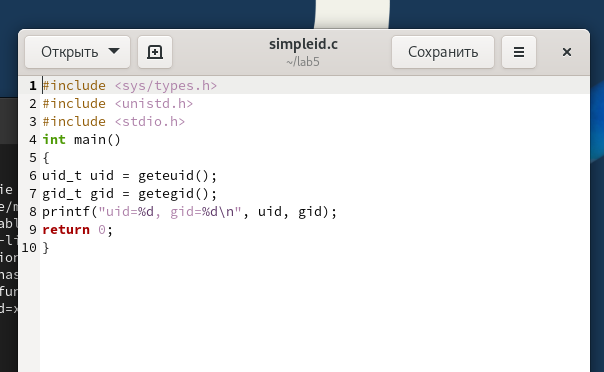 Открыть
simpleid.c
~/lab5
Сохранить
1 #include <sys/types.h>
2 #include <unistd.h>
3 #include <stdio.h>
4 int main()
5 {
6 uid_t uid = geteuid();
7 gid_t gid = getegid();
8 printf("uid=%d, gid=%d\n", uid, gid);
9 return 0;
10 }